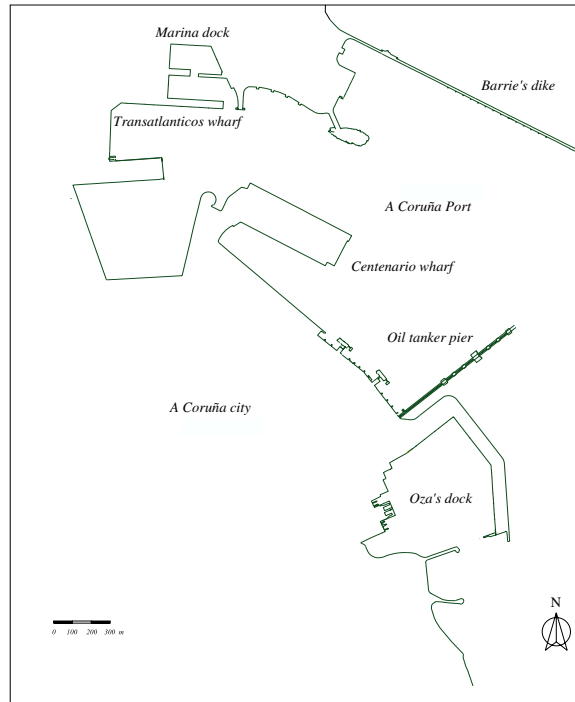 Marina dock
Barrie's dike
Transatlanticos wharf
A Coruña Port
Centenario wharf
Oil tanker pier
A Coruña city
Oza's dock
N
0 100 200 300 m